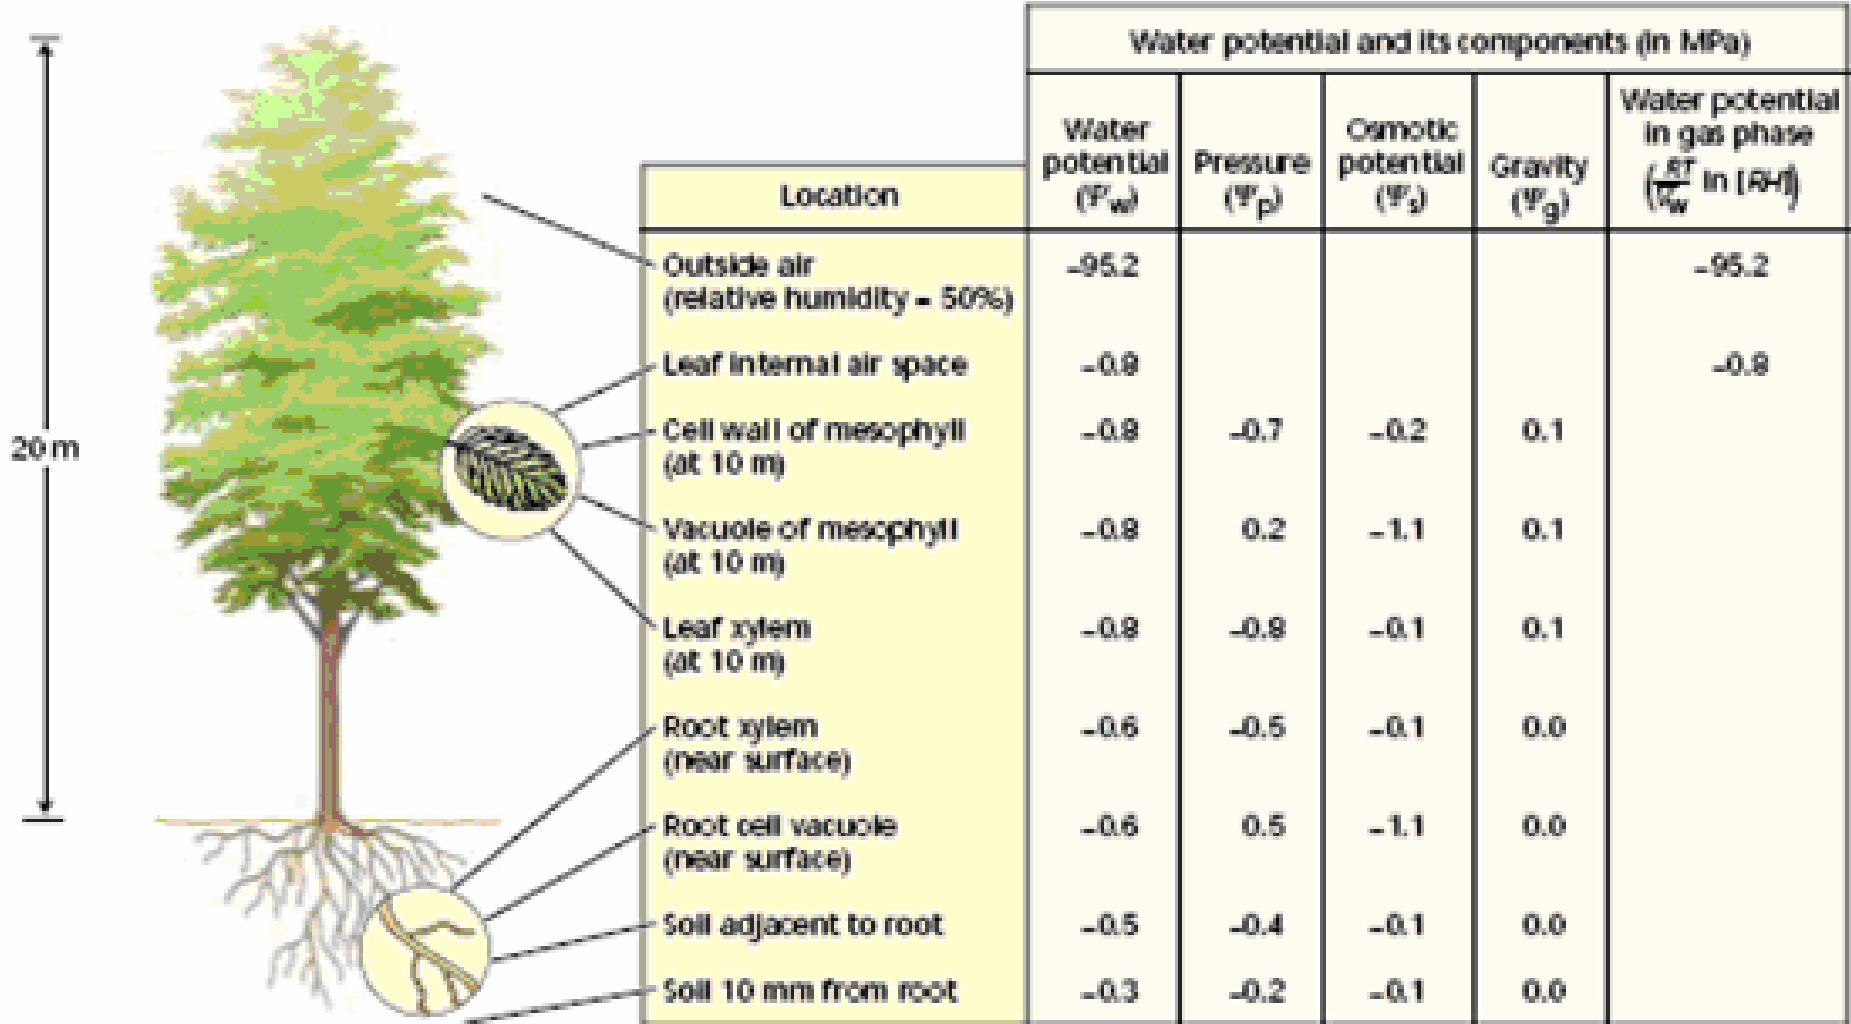 20 m
Water potential and its components (in MPa)
Location
Water potential (Ψw)
Pressure (Ψp)
Osmotic potential (Ψs)
Gravity (Ψg)
Water potential in gas phase (RT/V̄w ln [RH])
Outside air (relative humidity = 50%) -95.2 -95.2
Leaf internal air space -0.8 -0.8
Cell wall of mesophyll (at 10 m) -0.8 -0.7 -0.2 0.1
Vacuole of mesophyll (at 10 m) -0.8 0.2 -1.1 0.1
Leaf xylem (at 10 m) -0.8 -0.8 -0.1 0.1
Root xylem (near surface) -0.6 -0.5 -0.1 0.0
Root cell vacuole (near surface) -0.6 0.5 -1.1 0.0
Soil adjacent to root -0.5 -0.4 -0.1 0.0
Soil 10 mm from root -0.3 -0.2 -0.1 0.0